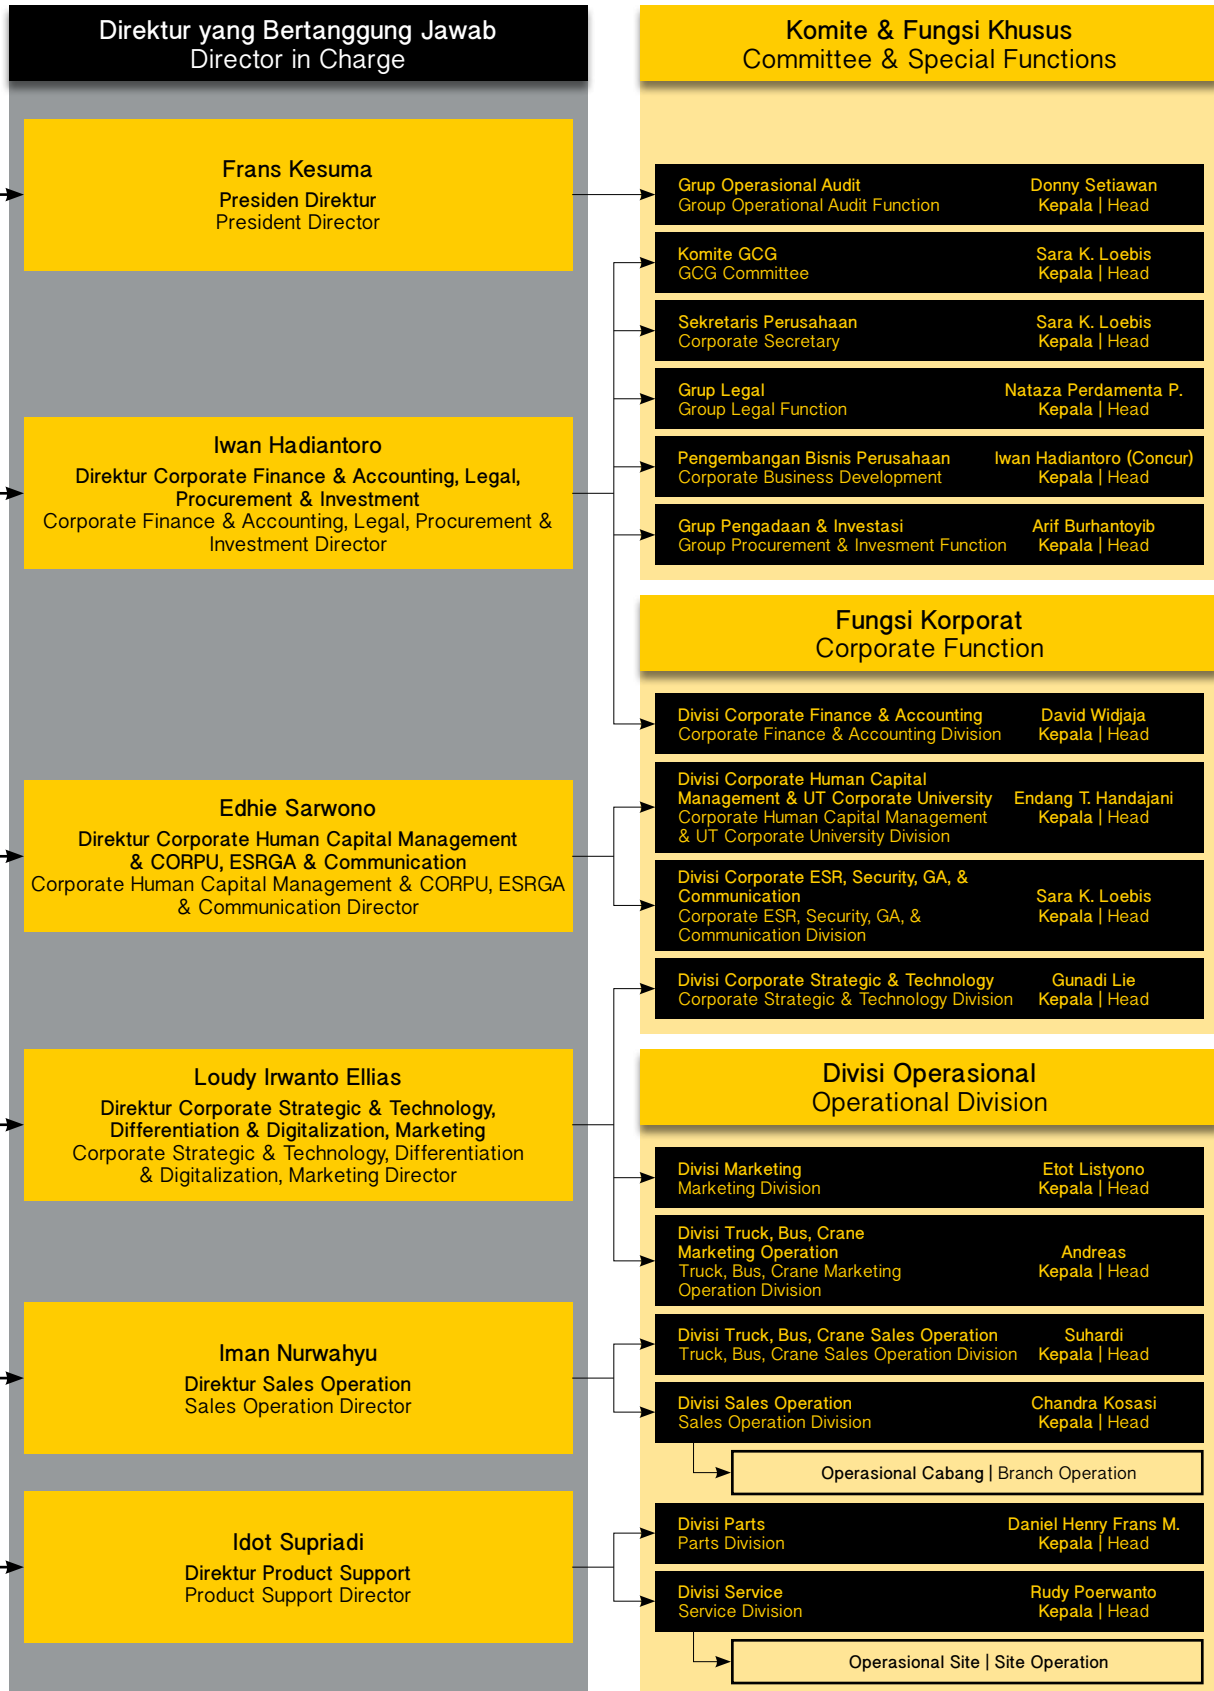 Direktur yang Bertanggung Jawab
Director in Charge
Frans Kesuma
Presiden Direktur
President Director
Iwan Hadiantoro
Direktur Corporate Finance & Accounting, Legal,
Procurement & Investment
Corporate Finance & Accounting, Legal, Procurement &
Investment Director
Edhie Sarwono
Direktur Corporate Human Capital Management
& CORPU, ESRGA & Communication
Corporate Human Capital Management & CORPU, ESRGA
& Communication Director
Loudy Irwanto Ellias
Direktur Corporate Strategic & Technology,
Differentiation & Digitalization, Marketing
Corporate Strategic & Technology, Differentiation
& Digitalization, Marketing Director
Iman Nurwahyu
Direktur Sales Operation
Sales Operation Director
Idot Supriadi
Direktur Product Support
Product Support Director
Komite & Fungsi Khusus
Committee & Special Functions
Grup Operasional Audit
Group Operational Audit Function
Donny Setiawan
Kepala | Head
Komite GCG
GCG Committee
Sara K. Loebis
Kepala | Head
Sekretaris Perusahaan
Corporate Secretary
Sara K. Loebis
Kepala | Head
Grup Legal
Group Legal Function
Nataza Perdamenta P.
Kepala | Head
Pengembangan Bisnis Perusahaan
Corporate Business Development
Iwan Hadiantoro (Concur)
Kepala | Head
Grup Pengadaan & Investasi
Group Procurement & Invesment Function
Arif Burhantoyib
Kepala | Head
Fungsi Korporat
Corporate Function
Divisi Corporate Finance & Accounting
Corporate Finance & Accounting Division
David Widjaja
Kepala | Head
Divisi Corporate Human Capital
Management & UT Corporate University
Corporate Human Capital Management
& UT Corporate University Division
Endang T. Handajani
Kepala | Head
Divisi Corporate ESR, Security, GA, &
Communication
Corporate ESR, Security, GA, &
Communication Division
Sara K. Loebis
Kepala | Head
Divisi Corporate Strategic & Technology
Corporate Strategic & Technology Division
Gunadi Lie
Kepala | Head
Divisi Operasional
Operational Division
Divisi Marketing
Marketing Division
Etot Listyono
Kepala | Head
Divisi Truck, Bus, Crane
Marketing Operation
Truck, Bus, Crane Marketing
Operation Division
Andreas
Kepala | Head
Divisi Truck, Bus, Crane Sales Operation
Truck, Bus, Crane Sales Operation Division
Suhardi
Kepala | Head
Divisi Sales Operation
Sales Operation Division
Chandra Kosasi
Kepala | Head
Operasional Cabang | Branch Operation
Divisi Parts
Parts Division
Daniel Henry Frans M.
Kepala | Head
Divisi Service
Service Division
Rudy Poerwanto
Kepala | Head
Operasional Site | Site Operation